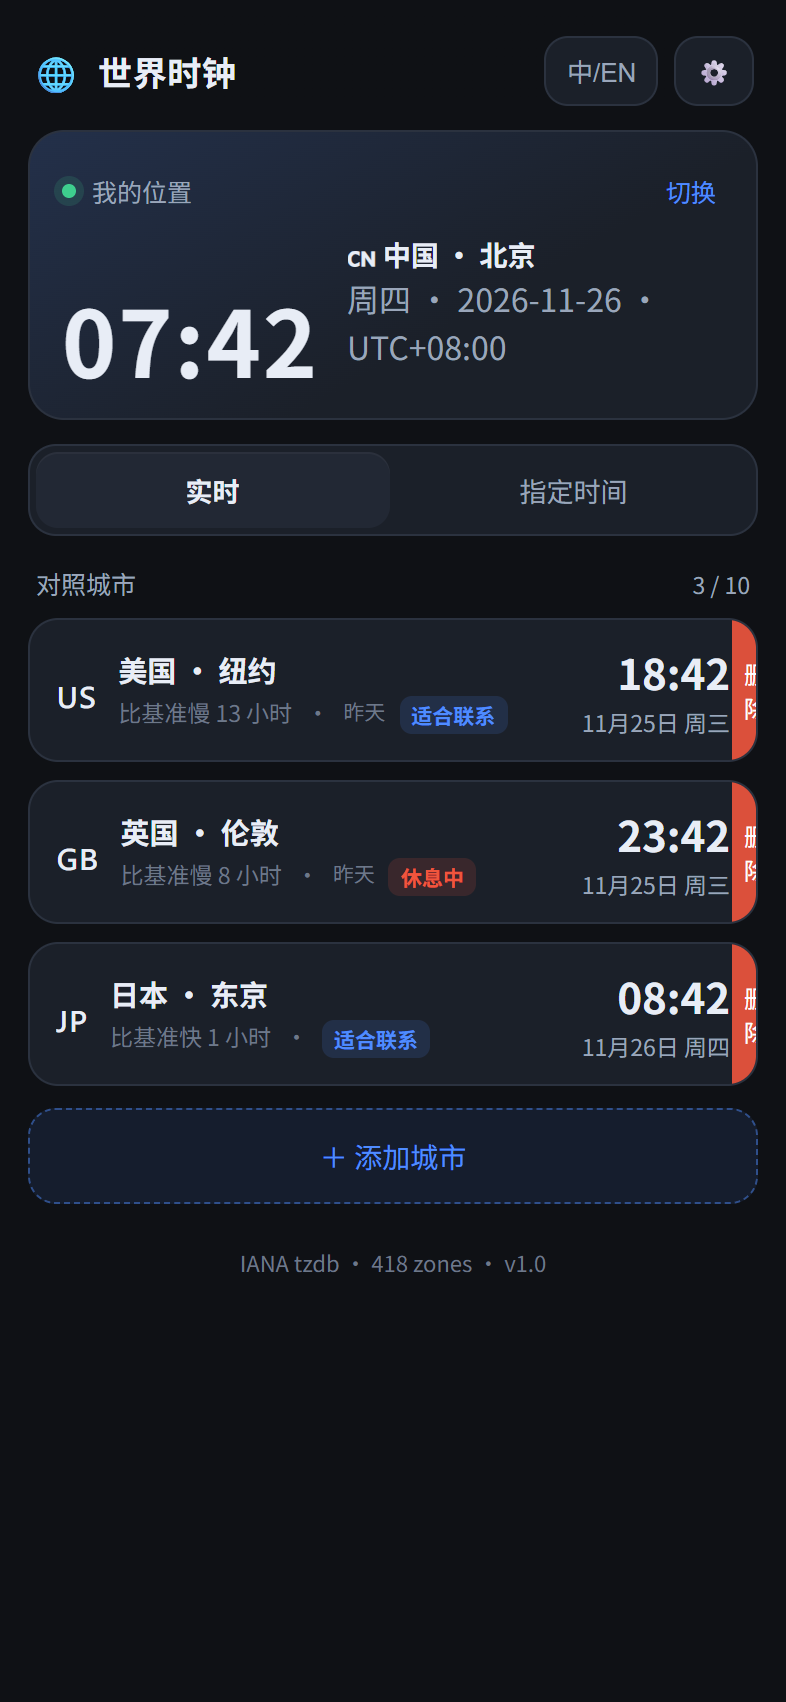 世界时钟
中/EN
我的位置
切换
CN 中国 · 北京
周四 · 2026-11-26 ·
UTC+08:00
07:42
实时
指定时间
对照城市
3 / 10
US
美国 · 纽约
比基准慢 13 小时 · 昨天 适合联系
18:42
11月25日 周三
GB
英国 · 伦敦
比基准慢 8 小时 · 昨天 休息中
23:42
11月25日 周三
JP
日本 · 东京
比基准快 1 小时 · 适合联系
08:42
11月26日 周四
＋ 添加城市
IANA tzdb · 418 zones · v1.0